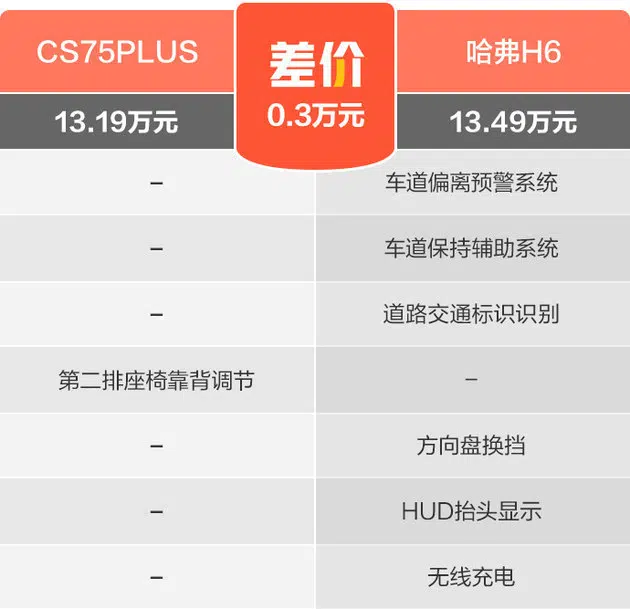 CS75PLUS
差价
哈弗H6
13.19万元
0.3万元
13.49万元
– 车道偏离预警系统
– 车道保持辅助系统
– 道路交通标识识别
第二排座椅靠背调节 –
– 方向盘换挡
– HUD抬头显示
– 无线充电